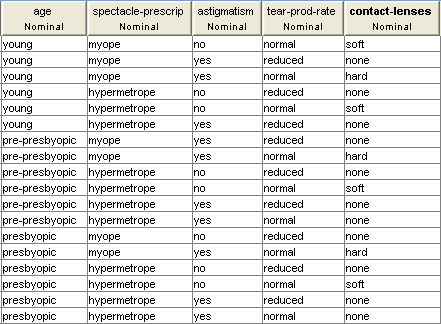 age spectacle-prescrip astigmatism tear-prod-rate contact-lenses
Nominal Nominal Nominal Nominal Nominal
young myope no normal soft
young myope yes reduced none
young myope yes normal hard
young hypermetrope no reduced none
young hypermetrope no normal soft
young hypermetrope yes reduced none
pre-presbyopic myope yes reduced none
pre-presbyopic myope yes normal hard
pre-presbyopic hypermetrope no reduced none
pre-presbyopic hypermetrope no normal soft
pre-presbyopic hypermetrope yes reduced none
pre-presbyopic hypermetrope yes normal none
presbyopic myope no reduced none
presbyopic myope yes normal hard
presbyopic hypermetrope no reduced none
presbyopic hypermetrope no normal soft
presbyopic hypermetrope yes reduced none
presbyopic hypermetrope yes normal none